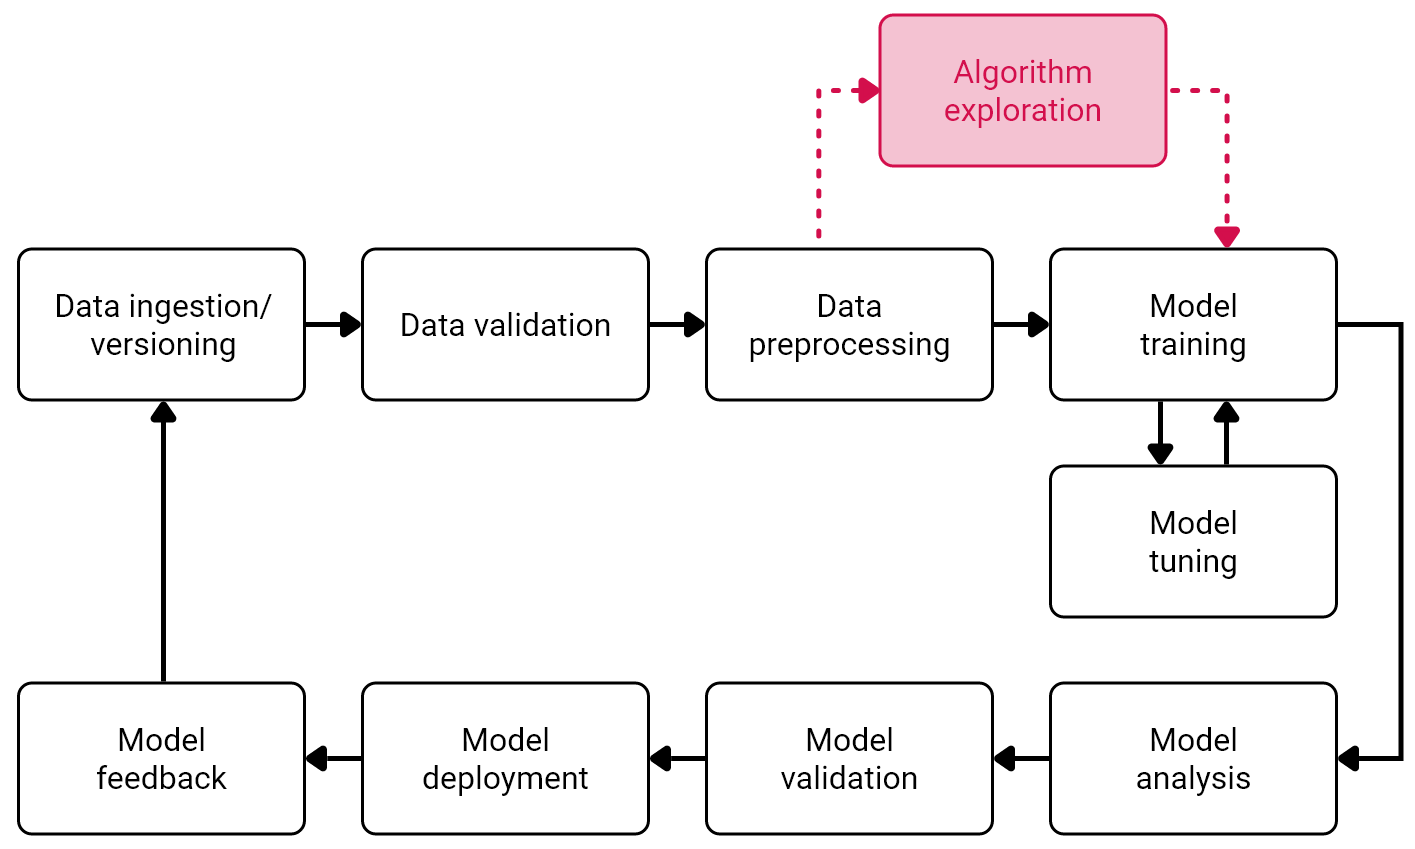 Algorithm
exploration
Data ingestion/
versioning
Data validation
Data
preprocessing
Model
training
Model
tuning
Model
feedback
Model
deployment
Model
validation
Model
analysis